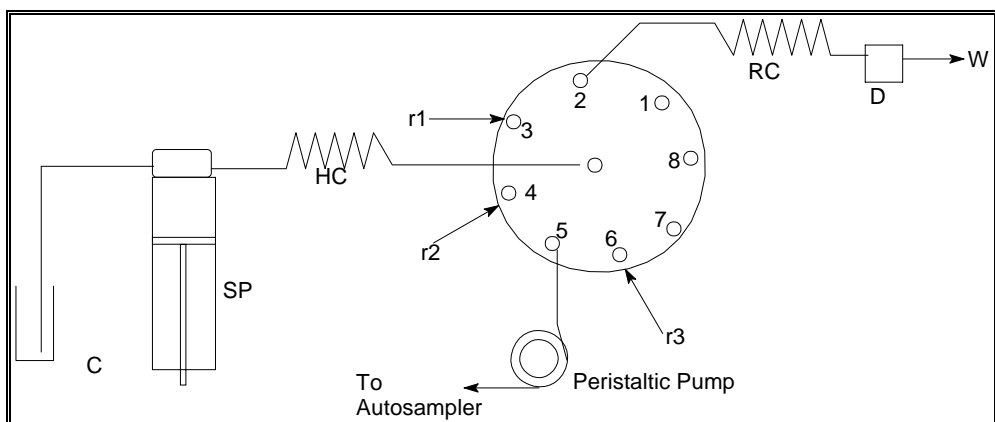 W
RC
D
2
1
r1
3
HC
8
4
r2
5
6
7
SP
r3
C
To
Autosampler
Peristaltic Pump